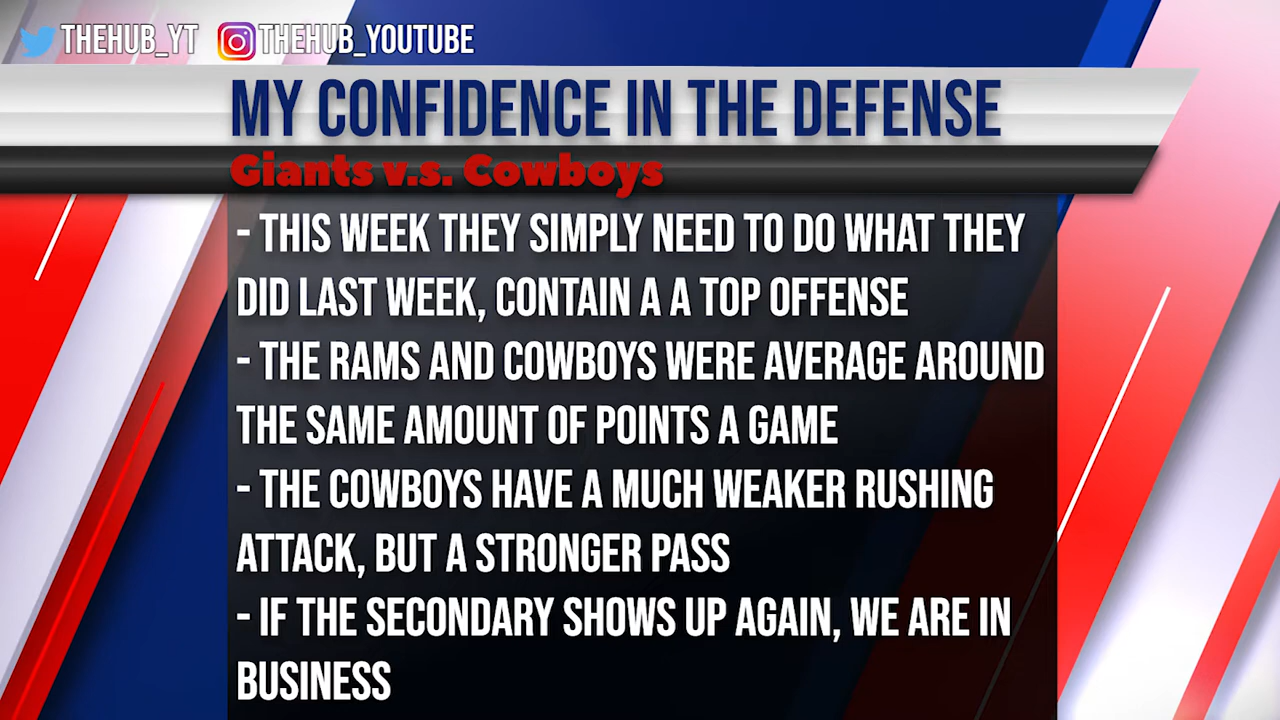 THEHUB_YT THEHUB_YOUTUBE
MY CONFIDENCE IN THE DEFENSE
Giants v.s. Cowboys
- THIS WEEK THEY SIMPLY NEED TO DO WHAT THEY
DID LAST WEEK, CONTAIN A A TOP OFFENSE
- THE RAMS AND COWBOYS WERE AVERAGE AROUND
THE SAME AMOUNT OF POINTS A GAME
- THE COWBOYS HAVE A MUCH WEAKER RUSHING
ATTACK, BUT A STRONGER PASS
- IF THE SECONDARY SHOWS UP AGAIN, WE ARE IN
BUSINESS